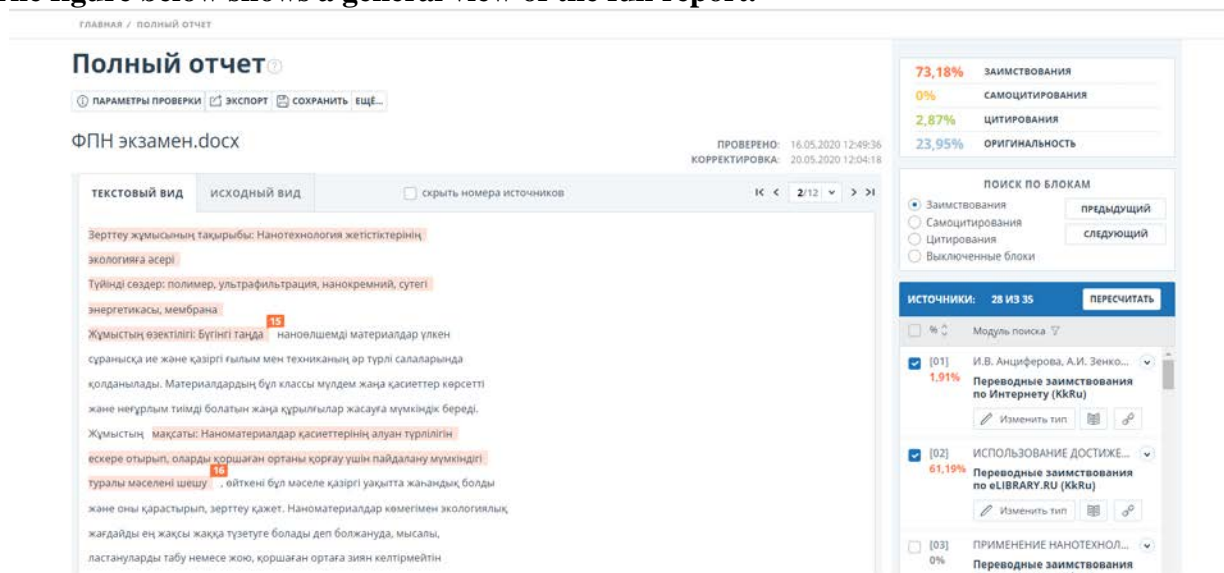 The figure below shows a general view of the full report.
ГЛАВНАЯ / ПОЛНЫЙ ОТЧЕТ
Полный отчет
ПАРАМЕТРЫ ПРОВЕРКИ ЭКСПОРТ СОХРАНИТЬ ЕЩЁ...
ФПН экзамен.docx
ПРОВЕРЕНО: 16.05.2020 12:49:36
КОРРЕКТИРОВКА: 20.05.2020 12:04:18
ТЕКСТОВЫЙ ВИД ИСХОДНЫЙ ВИД скрыть номера источников 2/12
Зерттеу жұмысының тақырыбы: Нанотехнология жетістіктерінің
экологияға әсері
Түйінді сөздер: полимер, ультрафильтрация, нанокремний, сутегі
энергетикасы, мембрана
15
Жұмыстың өзектілігі: Бүгінгі таңда наноөлшемді материалдар үлкен
сұранысқа ие және қазіргі ғылым мен техниканың әр түрлі салаларында
қолданылады. Материалдардың бұл классы мүлдем жаңа қасиеттер көрсетті
және неғұрлым тиімді болатын жаңа құрылғылар жасауға мүмкіндік береді.
Жұмыстың мақсаты: Наноматериалдар қасиеттерінің алуан түрлілігін
ескере отырып, оларды қоршаған ортаны қорғау үшін пайдалану мүмкіндігі
16
туралы мәселені шешу , өйткені бұл мәселе қазіргі уақытта жаһандық болды
және оны қарастырып, зерттеу қажет. Наноматериалдар көмегімен экологиялық
жағдайды ең жақсы жаққа түзетуге болады деп болжануда, мысалы,
ластануларды табу немесе жою, қоршаған ортаға зиян келтірмейтін
73,18% ЗАИМСТВОВАНИЯ
0% САМОЦИТИРОВАНИЯ
2,87% ЦИТИРОВАНИЯ
23,95% ОРИГИНАЛЬНОСТЬ
ПОИСК ПО БЛОКАМ
Заимствования ПРЕДЫДУЩИЙ
Самоцитирования
Цитирования СЛЕДУЮЩИЙ
Выключенные блоки
ИСТОЧНИКИ: 28 ИЗ 35 ПЕРЕСЧИТАТЬ
% Модуль поиска
[01] И.В. Анциферова, А.И. Зенко...
1,91% Переводные заимствования
по Интернету (KkRu)
Изменить тип
[02] ИСПОЛЬЗОВАНИЕ ДОСТИЖЕ...
61,19% Переводные заимствования
по eLIBRARY.RU (KkRu)
Изменить тип
[03] ПРИМЕНЕНИЕ НАНОТЕХНОЛ...
0% Переводные заимствования